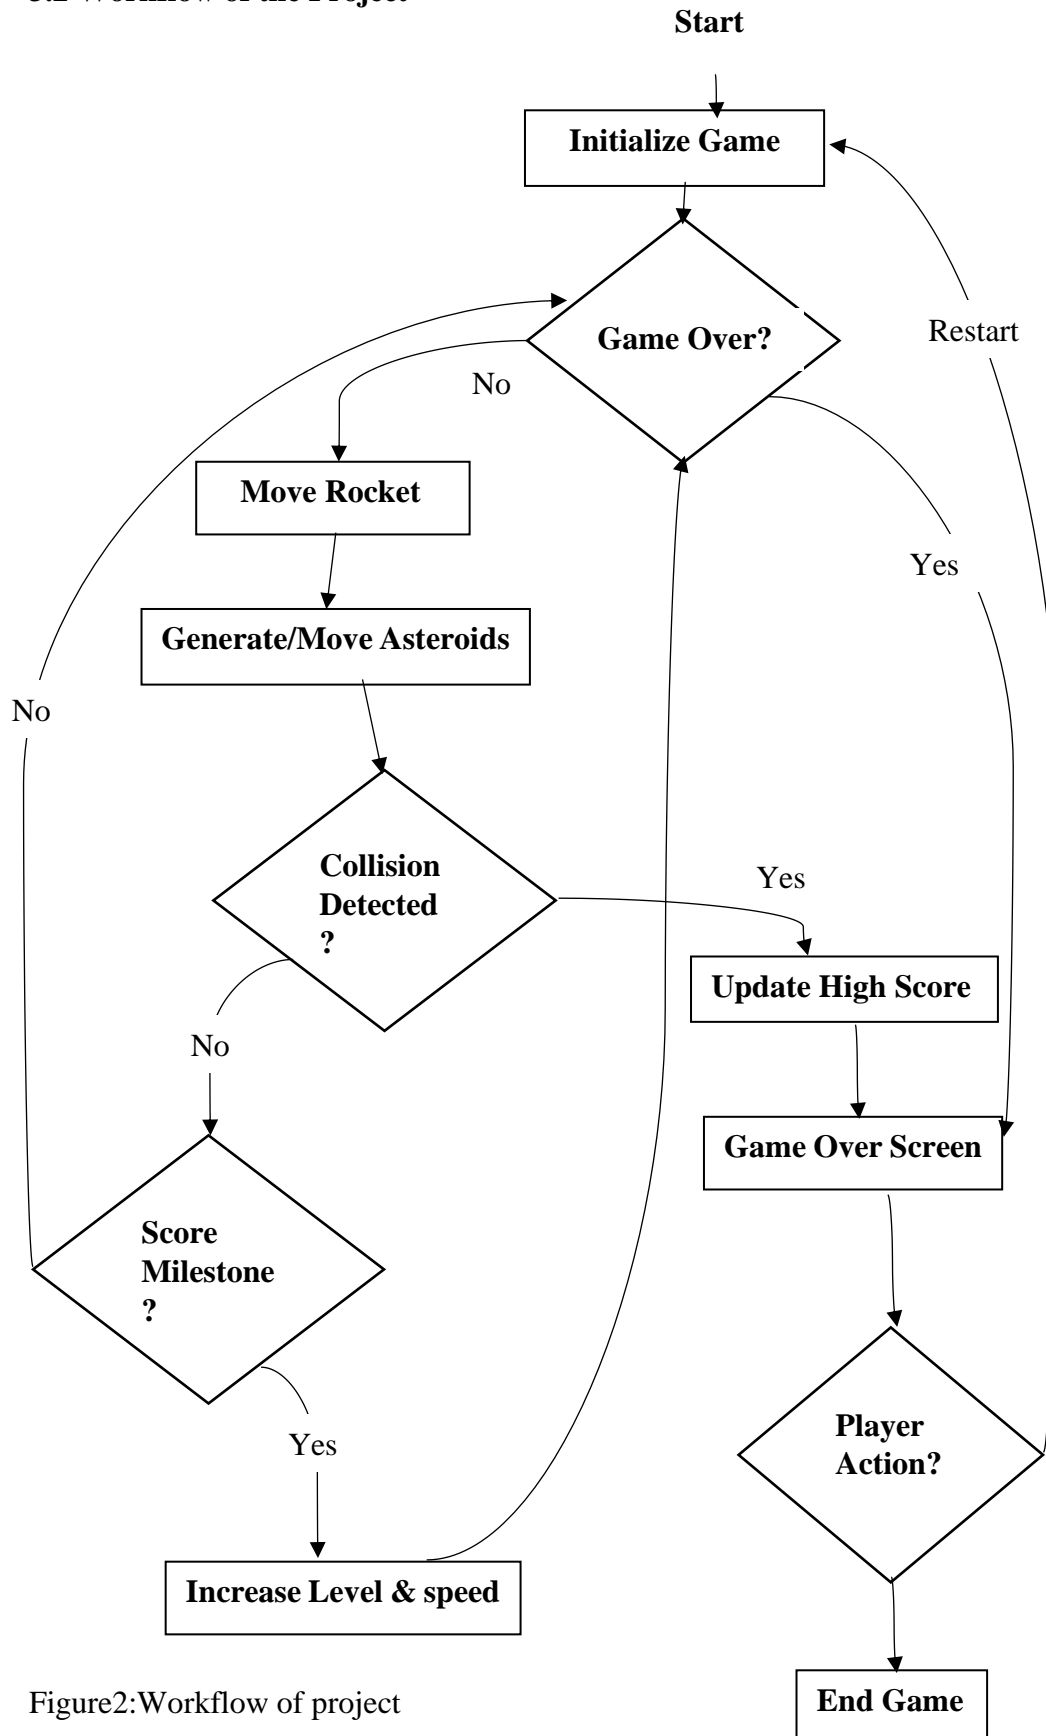 Start
Initialize Game
Game Over?
Restart
No
Move Rocket
Yes
Generate/Move Asteroids
No
Collision
Detected
?
Yes
Update High Score
No
Game Over Screen
Score
Milestone
?
Player
Action?
Yes
Increase Level & speed
End Game
Figure2:Workflow of project